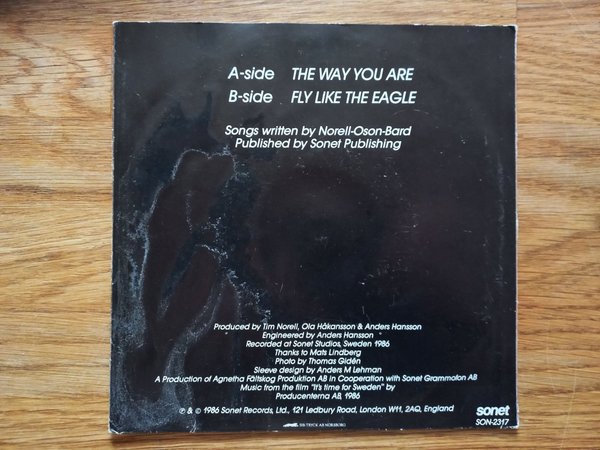 A-side THE WAY YOU ARE
B-side FLY LIKE THE EAGLE
Songs written by Norell-Oson-Bard
Published by Sonet Publishing
Produced by Tim Norell, Ola Håkansson & Anders Hansson
Engineered by Anders Hansson
Recorded at Sonet Studios, Sweden 1986
Thanks to Mats Lindberg
Photo by Thomas Gidén
Sleeve design by Anders M Lehman
A Production of Agnetha Fältskog Produktion AB in Cooperation with Sonet Grammofon AB
Music from the film "It's time for Sweden" by
Producenterna AB, 1986
℗ & © 1986 Sonet Records, Ltd., 121 Ledbury Road, London W11, 2AQ, England
sonet
SON-2317